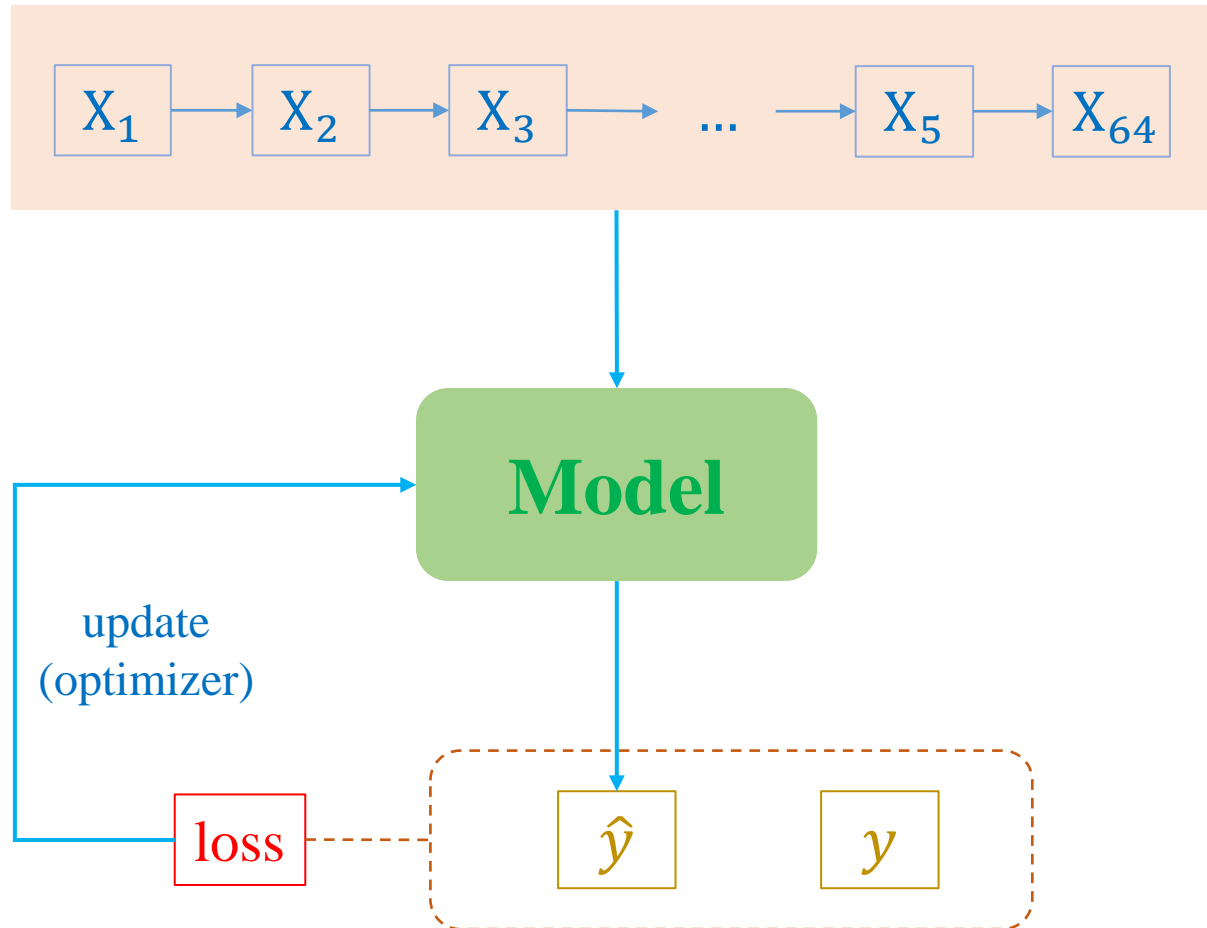 X₁ X₂ X₃ ... X₅ X₆₄
Model
update
(optimizer)
loss ŷ y